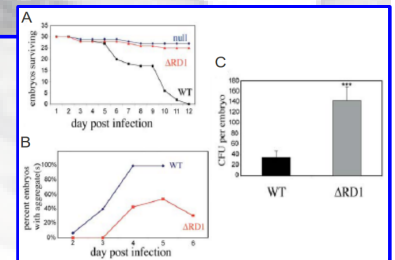 A
embryos surviving
35
30
25
20
15
10
5
0
null
ΔRD1
WT
1 2 3 4 5 6 7 8 9 10 11 12
day post infection
B
percent embryos
with aggregate(s)
100%
80%
60%
40%
20%
0%
WT
ΔRD1
2 3 4 5 6
day post infection
C
CFU per embryo
180
160
140
120
100
80
60
40
20
0
***
WT ΔRD1